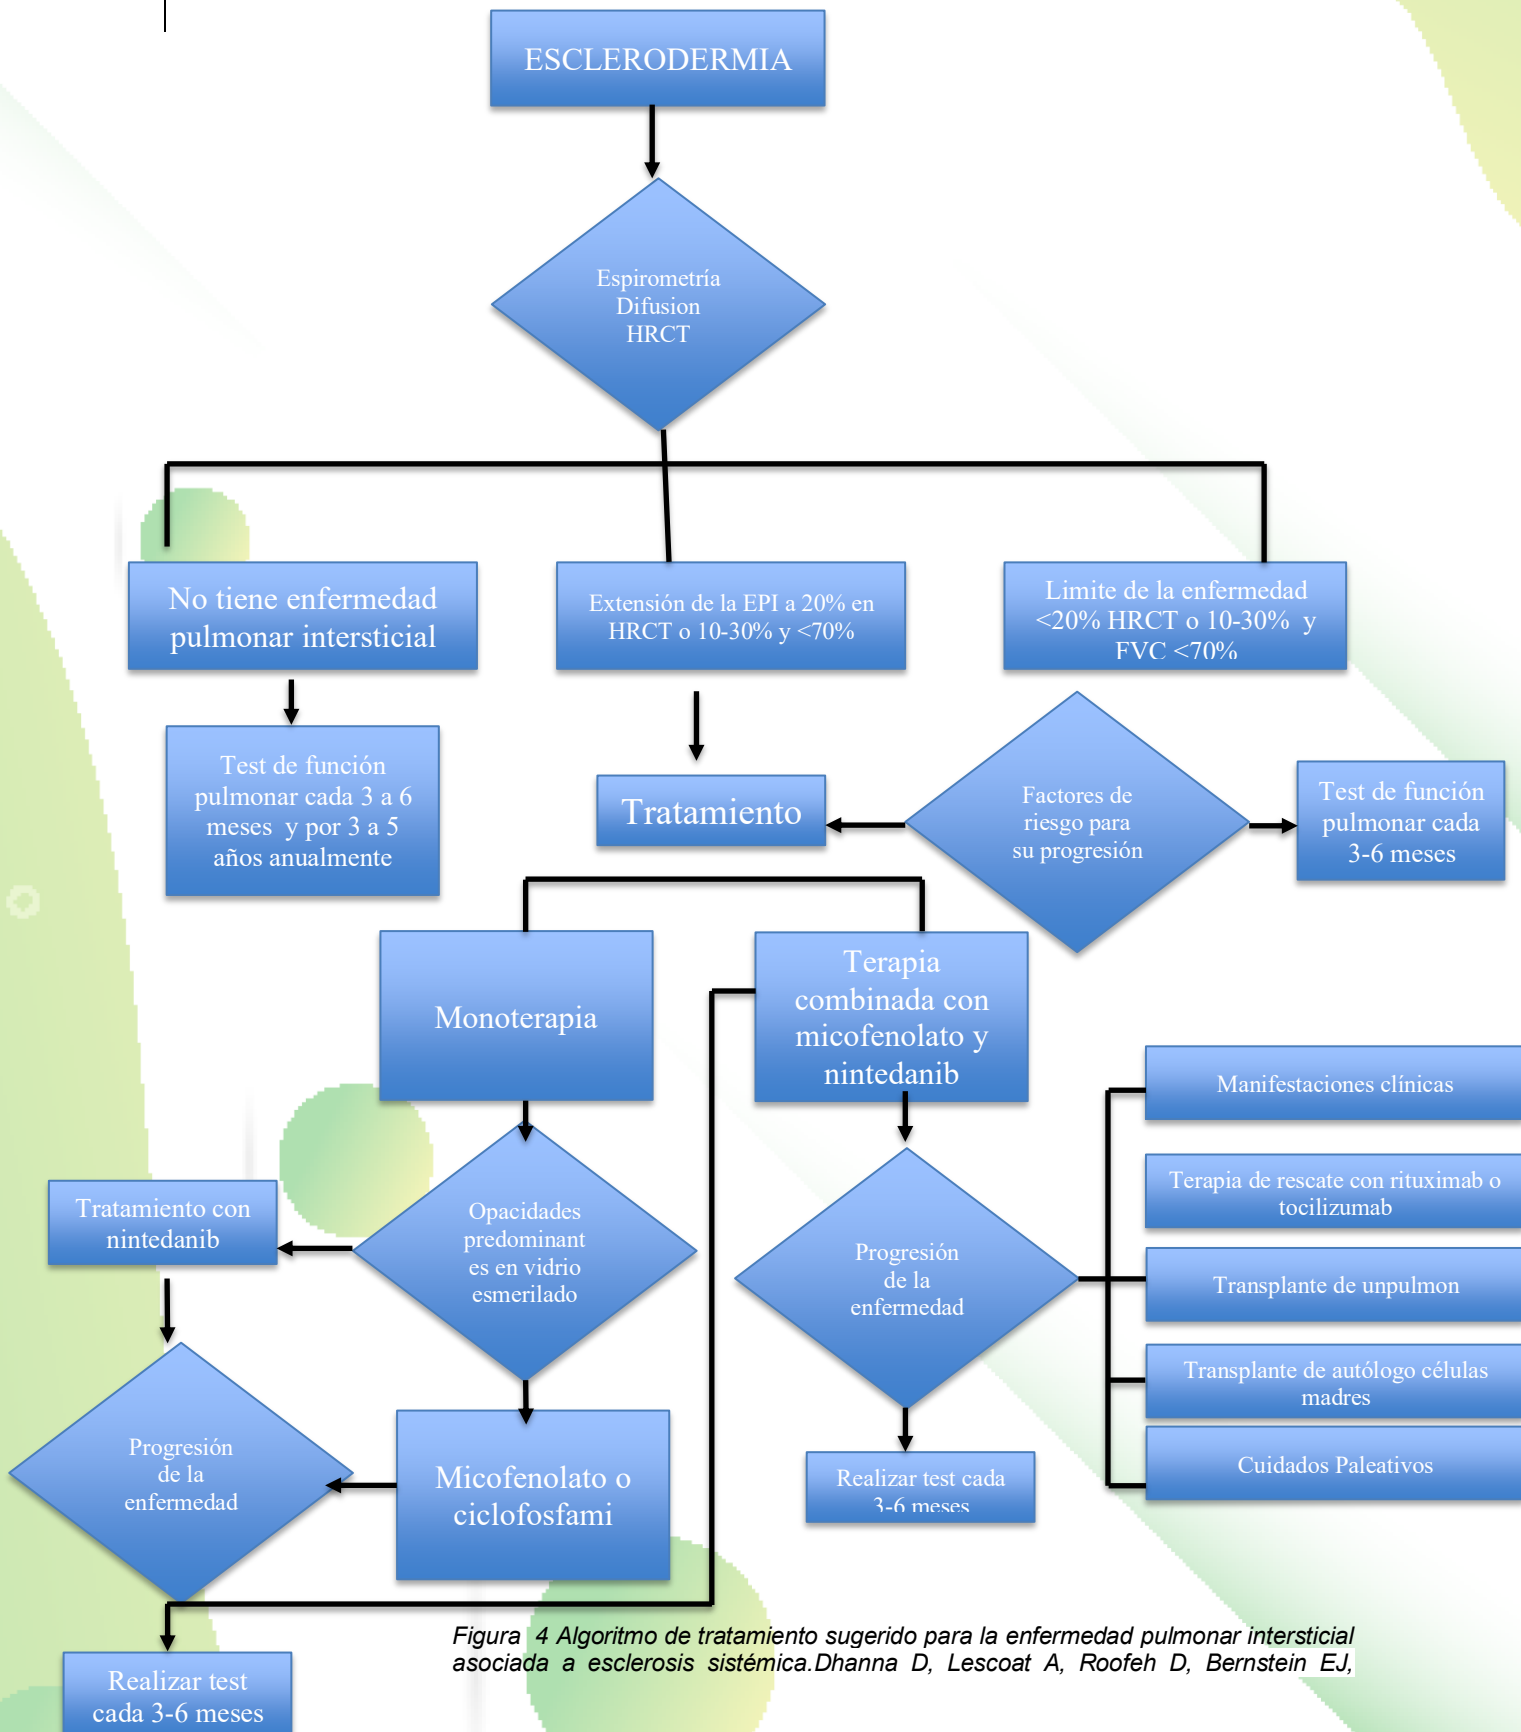 ESCLERODERMIA
Espirometría
Difusion
HRCT
No tiene enfermedad
pulmonar intersticial
Extensión de la EPI a 20% en
HRCT o 10-30% y <70%
Limite de la enfermedad
<20% HRCT o 10-30% y
FVC <70%
Test de función
pulmonar cada 3 a 6
meses y por 3 a 5
años anualmente
Tratamiento
Factores de
riesgo para
su progresión
Test de función
pulmonar cada
3-6 meses
Monoterapia
Terapia
combinada con
micofenolato y
nintedanib
Manifestaciones clínicas
Terapia de rescate con rituximab o
tocilizumab
Transplante de unpulmon
Transplante de autólogo células
madres
Cuidados Paleativos
Tratamiento con
nintedanib
Opacidades
predominant
es en vidrio
esmerilado
Progresión
de la
enfermedad
Progresión
de la
enfermedad
Micofenolato o
ciclofosfami
Realizar test cada
3-6 meses
Realizar test
cada 3-6 meses
Figura 4 Algoritmo de tratamiento sugerido para la enfermedad pulmonar intersticial
asociada a esclerosis sistémica.Dhanna D, Lescoat A, Roofeh D, Bernstein EJ,